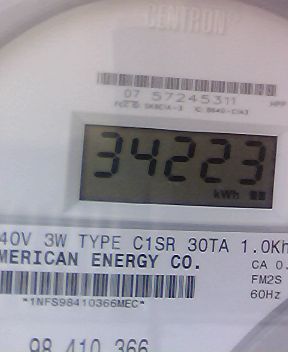 CENTRON®
07 57245311
34223
kWh
40V 3W TYPE C1SR 30TA 1.0Kh
MERICAN ENERGY CO.
CA 0.
FM2S
60Hz
*1NFS98410366MEC*
98 410 366